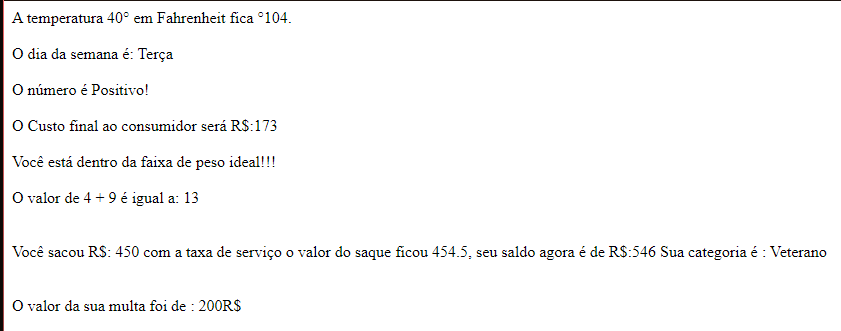 A temperatura 40° em Fahrenheit fica °104.
O dia da semana é: Terça
O número é Positivo!
O Custo final ao consumidor será R$:173
Você está dentro da faixa de peso ideal!!!
O valor de 4 + 9 é igual a: 13
Você sacou R$: 450 com a taxa de serviço o valor do saque ficou 454.5, seu saldo agora é de R$:546 Sua categoria é : Veterano
O valor da sua multa foi de : 200R$